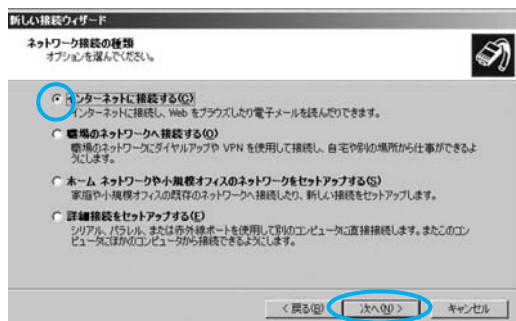 新しい接続ウィザード
ネットワーク接続の種類
オプションを選んでください。
インターネットに接続する(C)
インターネットに接続し、Web をブラウズしたり電子メールを読んだりできます。
職場のネットワークへ接続する(O)
職場のネットワークにダイヤルアップや VPN を使用して接続し、自宅や別の場所から仕事ができるよ
うにします。
ホーム ネットワークや小規模オフィスのネットワークをセットアップする(S)
家庭や小規模オフィスの既存のネットワークへ接続したり、新しい接続をセットアップします。
詳細接続をセットアップする(E)
シリアル、パラレル、または赤外線ポートを使用して別のコンピュータに直接接続します。またこのコン
ピュータにほかのコンピュータから接続できるようにします。
< 戻る(B) 次へ(N) > キャンセル